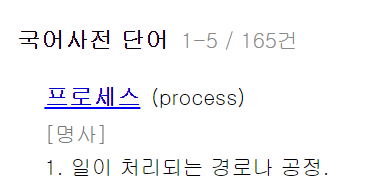 국어사전 단어 1-5 / 165건
프로세스 (process)
[명사]
1. 일이 처리되는 경로나 공정.